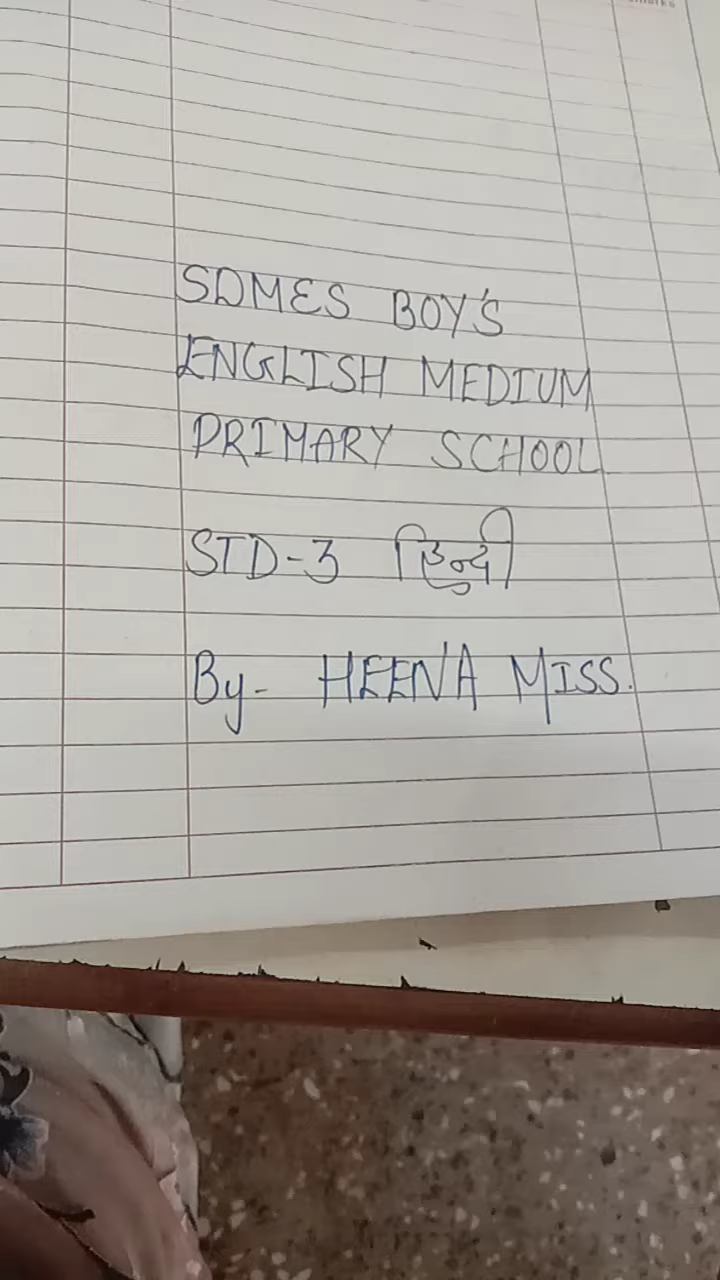 SDMES BOY'S
ENGLISH MEDIUM
PRIMARY SCHOOL
STD-3 हिन्दी
By- HEENA MISS.